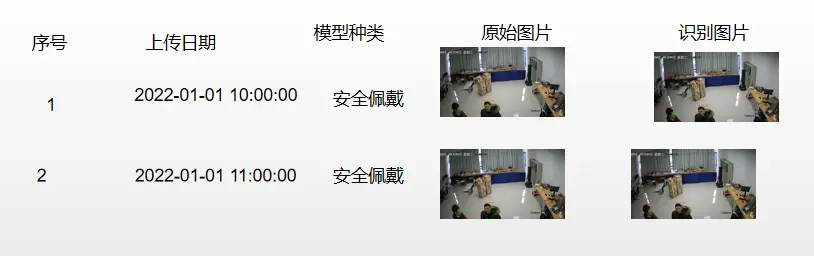 序号 上传日期 模型种类 原始图片 识别图片
1 2022-01-01 10:00:00 安全佩戴
2 2022-01-01 11:00:00 安全佩戴